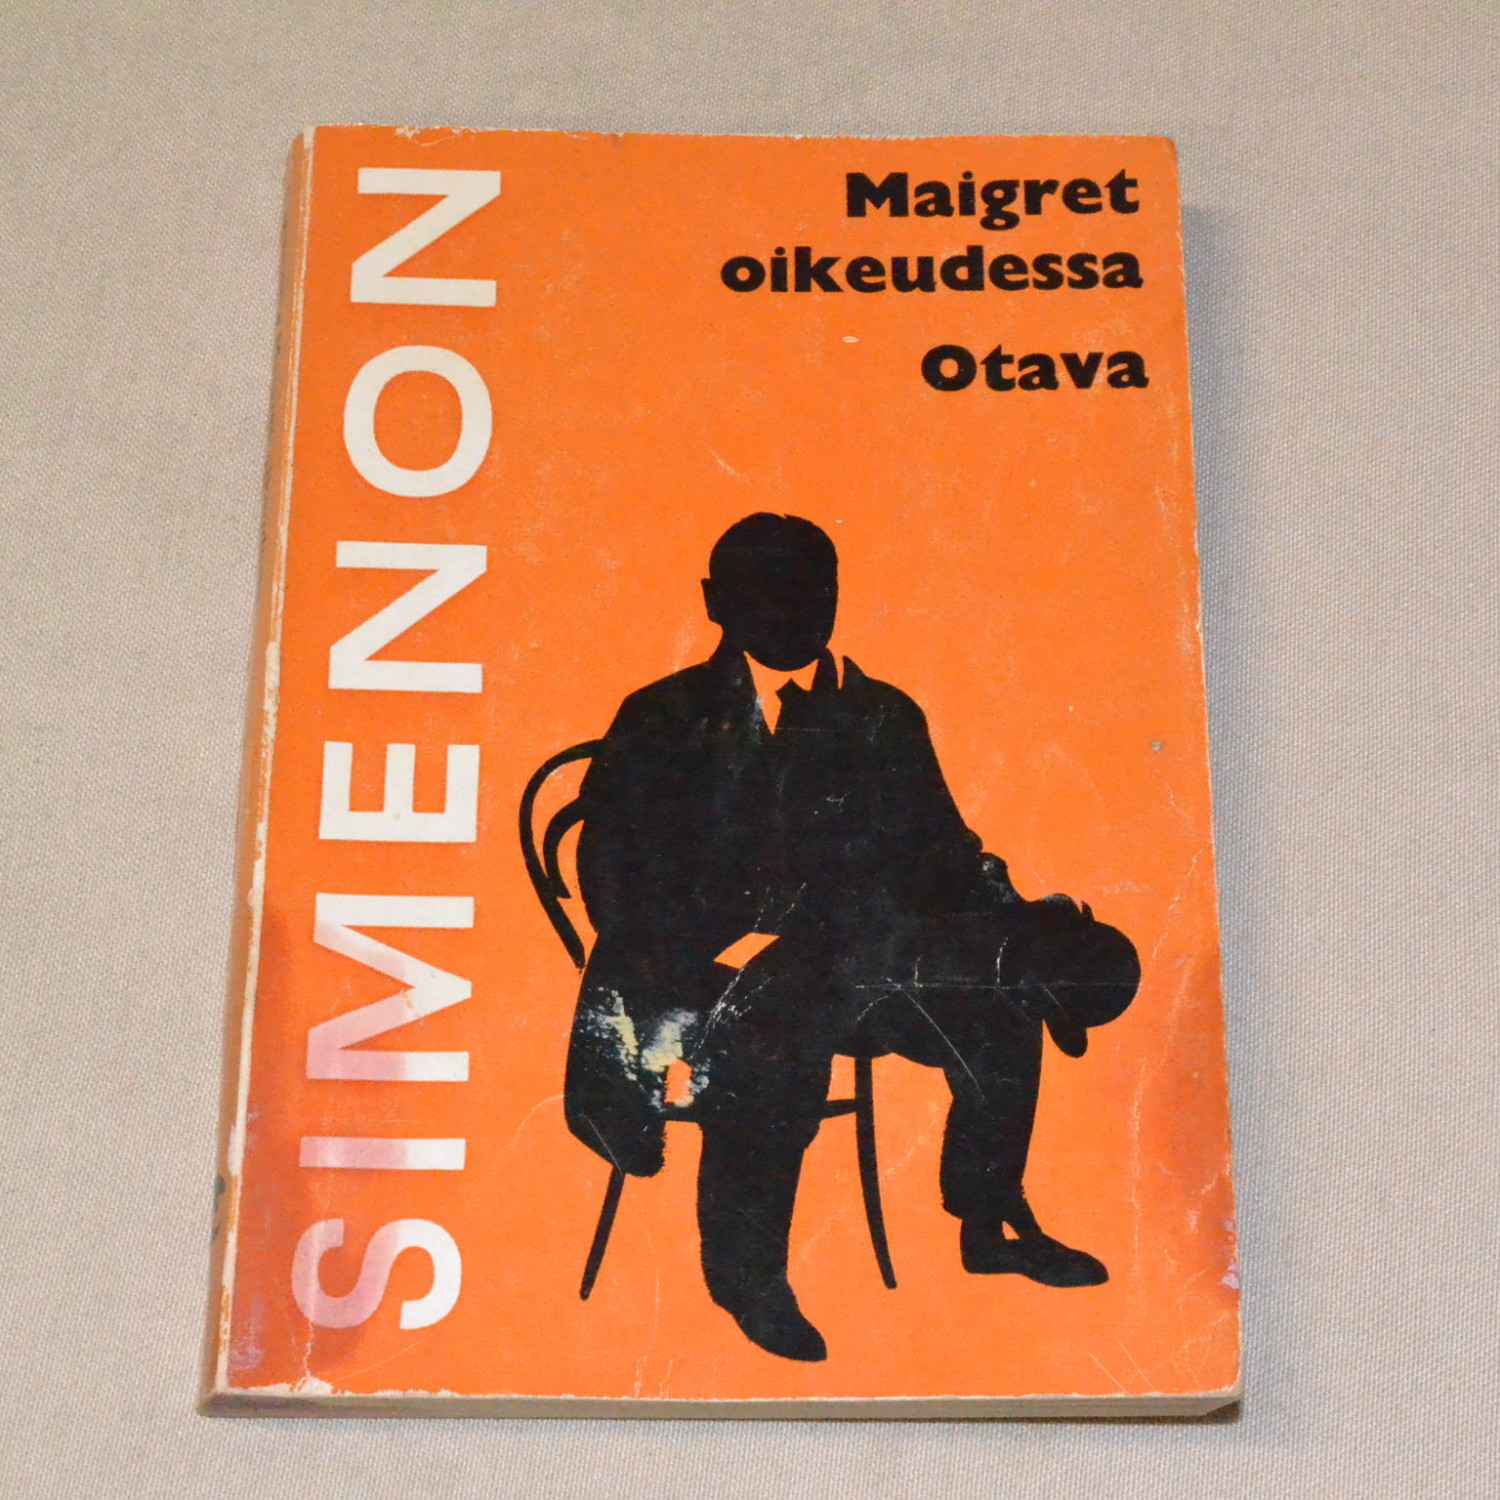 SIMENON
Maigret
oikeudessa
Otava